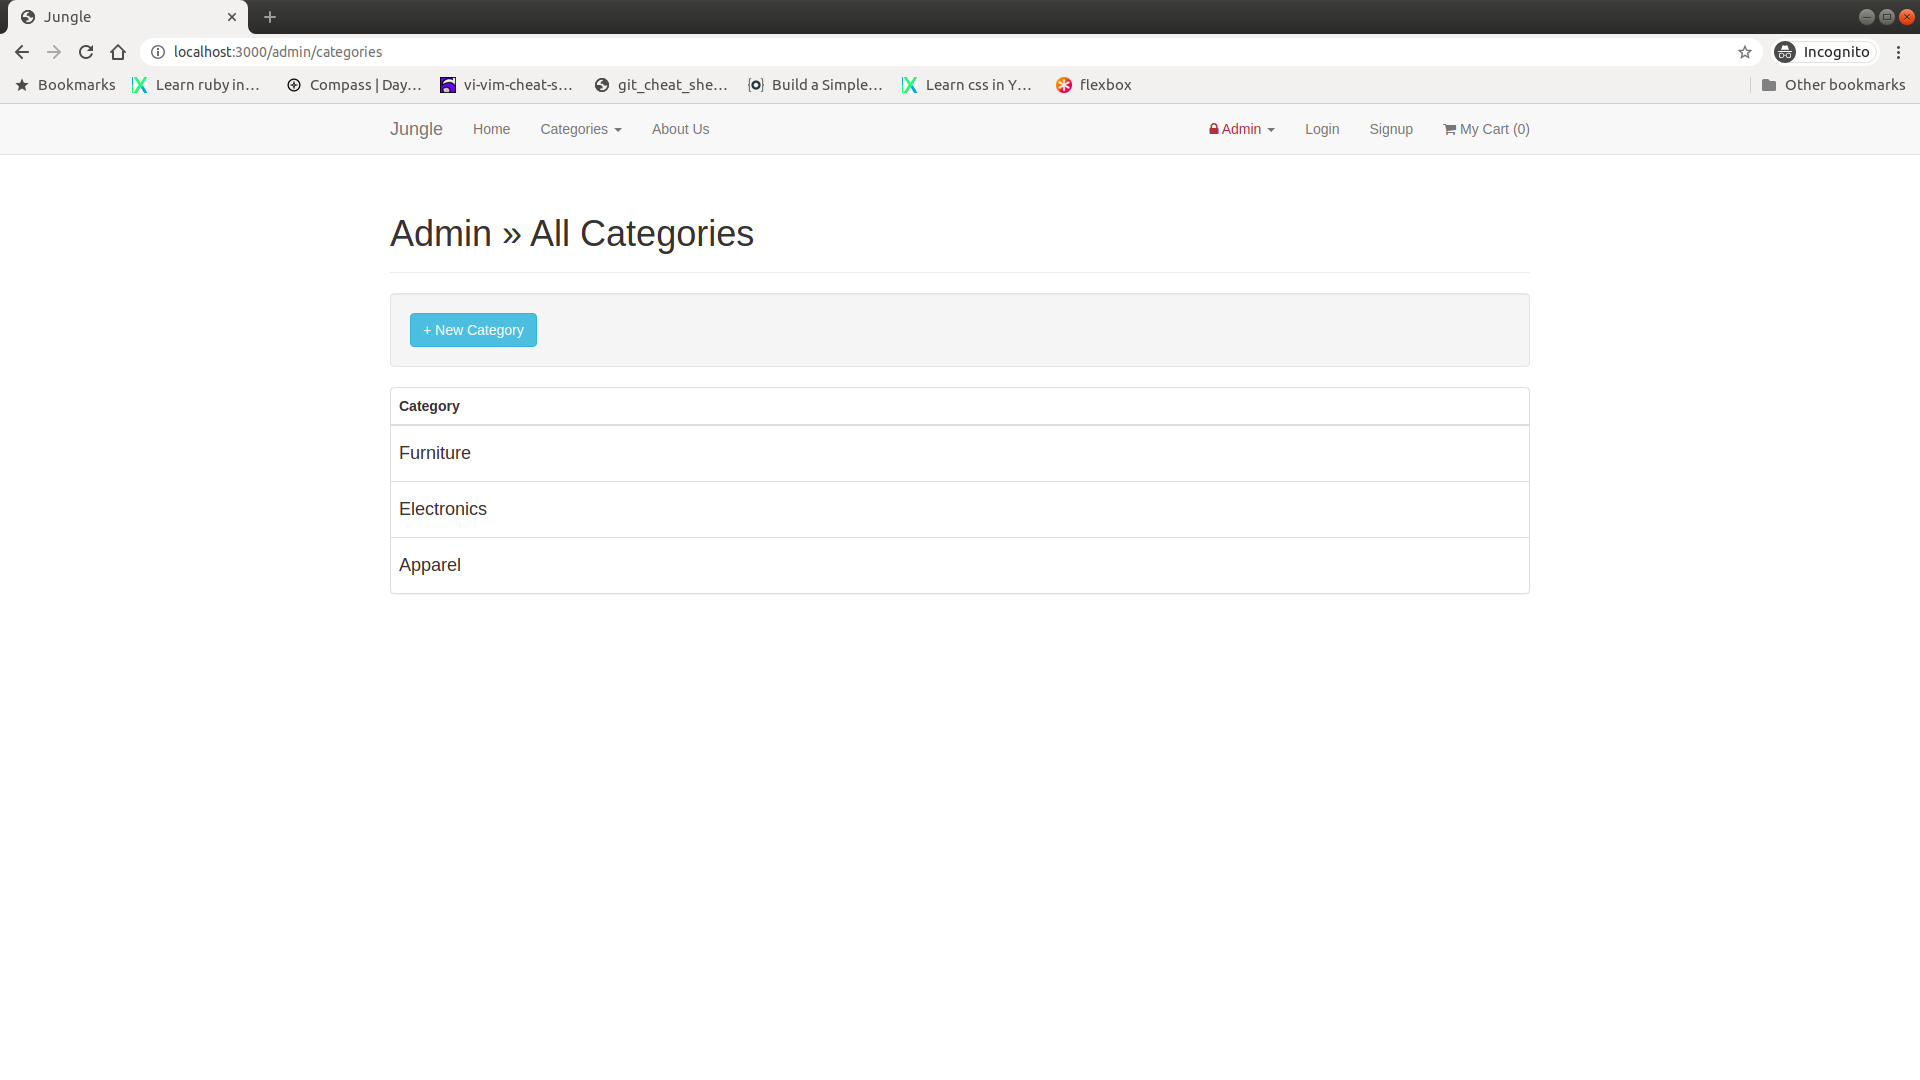 Jungle
localhost:3000/admin/categories
Incognito
Bookmarks
Learn ruby in...
Compass | Day...
vi-vim-cheat-s...
git_cheat_she...
Build a Simple...
Learn css in Y...
flexbox
Other bookmarks
Jungle
Home
Categories
About Us
Admin
Login
Signup
My Cart (0)
Admin » All Categories
+ New Category
Category
Furniture
Electronics
Apparel